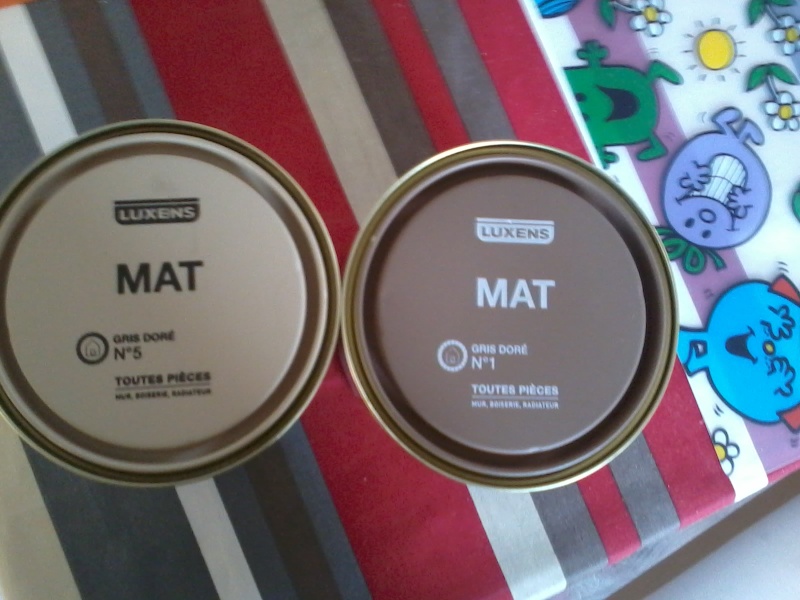 LUXENS
MAT
GRIS DORÉ
N°5
TOUTES PIÈCES
MUR, BOISERIE, RADIATEUR
LUXENS
MAT
GRIS DORÉ
N°1
TOUTES PIÈCES
MUR, BOISERIE, RADIATEUR